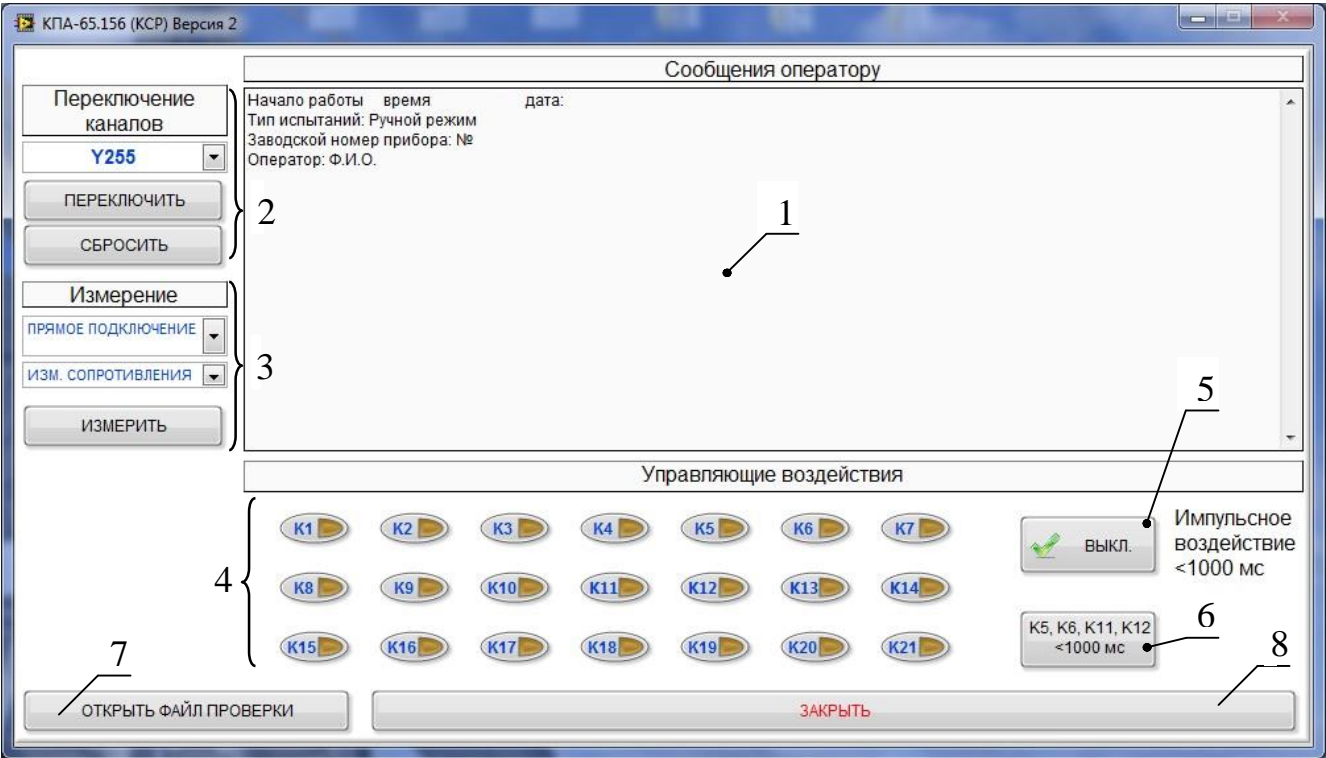 КПА-65.156 (КСР) Версия 2
Сообщения оператору
Переключение
каналов
Y255
ПЕРЕКЛЮЧИТЬ
СБРОСИТЬ
2
Начало работы время дата:
Тип испытаний: Ручной режим
Заводской номер прибора: №
Оператор: Ф.И.О.
1
Измерение
ПРЯМОЕ ПОДКЛЮЧЕНИЕ
ИЗМ. СОПРОТИВЛЕНИЯ
ИЗМЕРИТЬ
3
5
Управляющие воздействия
4
K1 K2 K3 K4 K5 K6 K7
K8 K9 K10 K11 K12 K13 K14
K15 K16 K17 K18 K19 K20 K21
ВЫКЛ.
Импульсное
воздействие
<1000 мс
K5, K6, K11, K12
<1000 мс
6
7
8
ОТКРЫТЬ ФАЙЛ ПРОВЕРКИ
ЗАКРЫТЬ